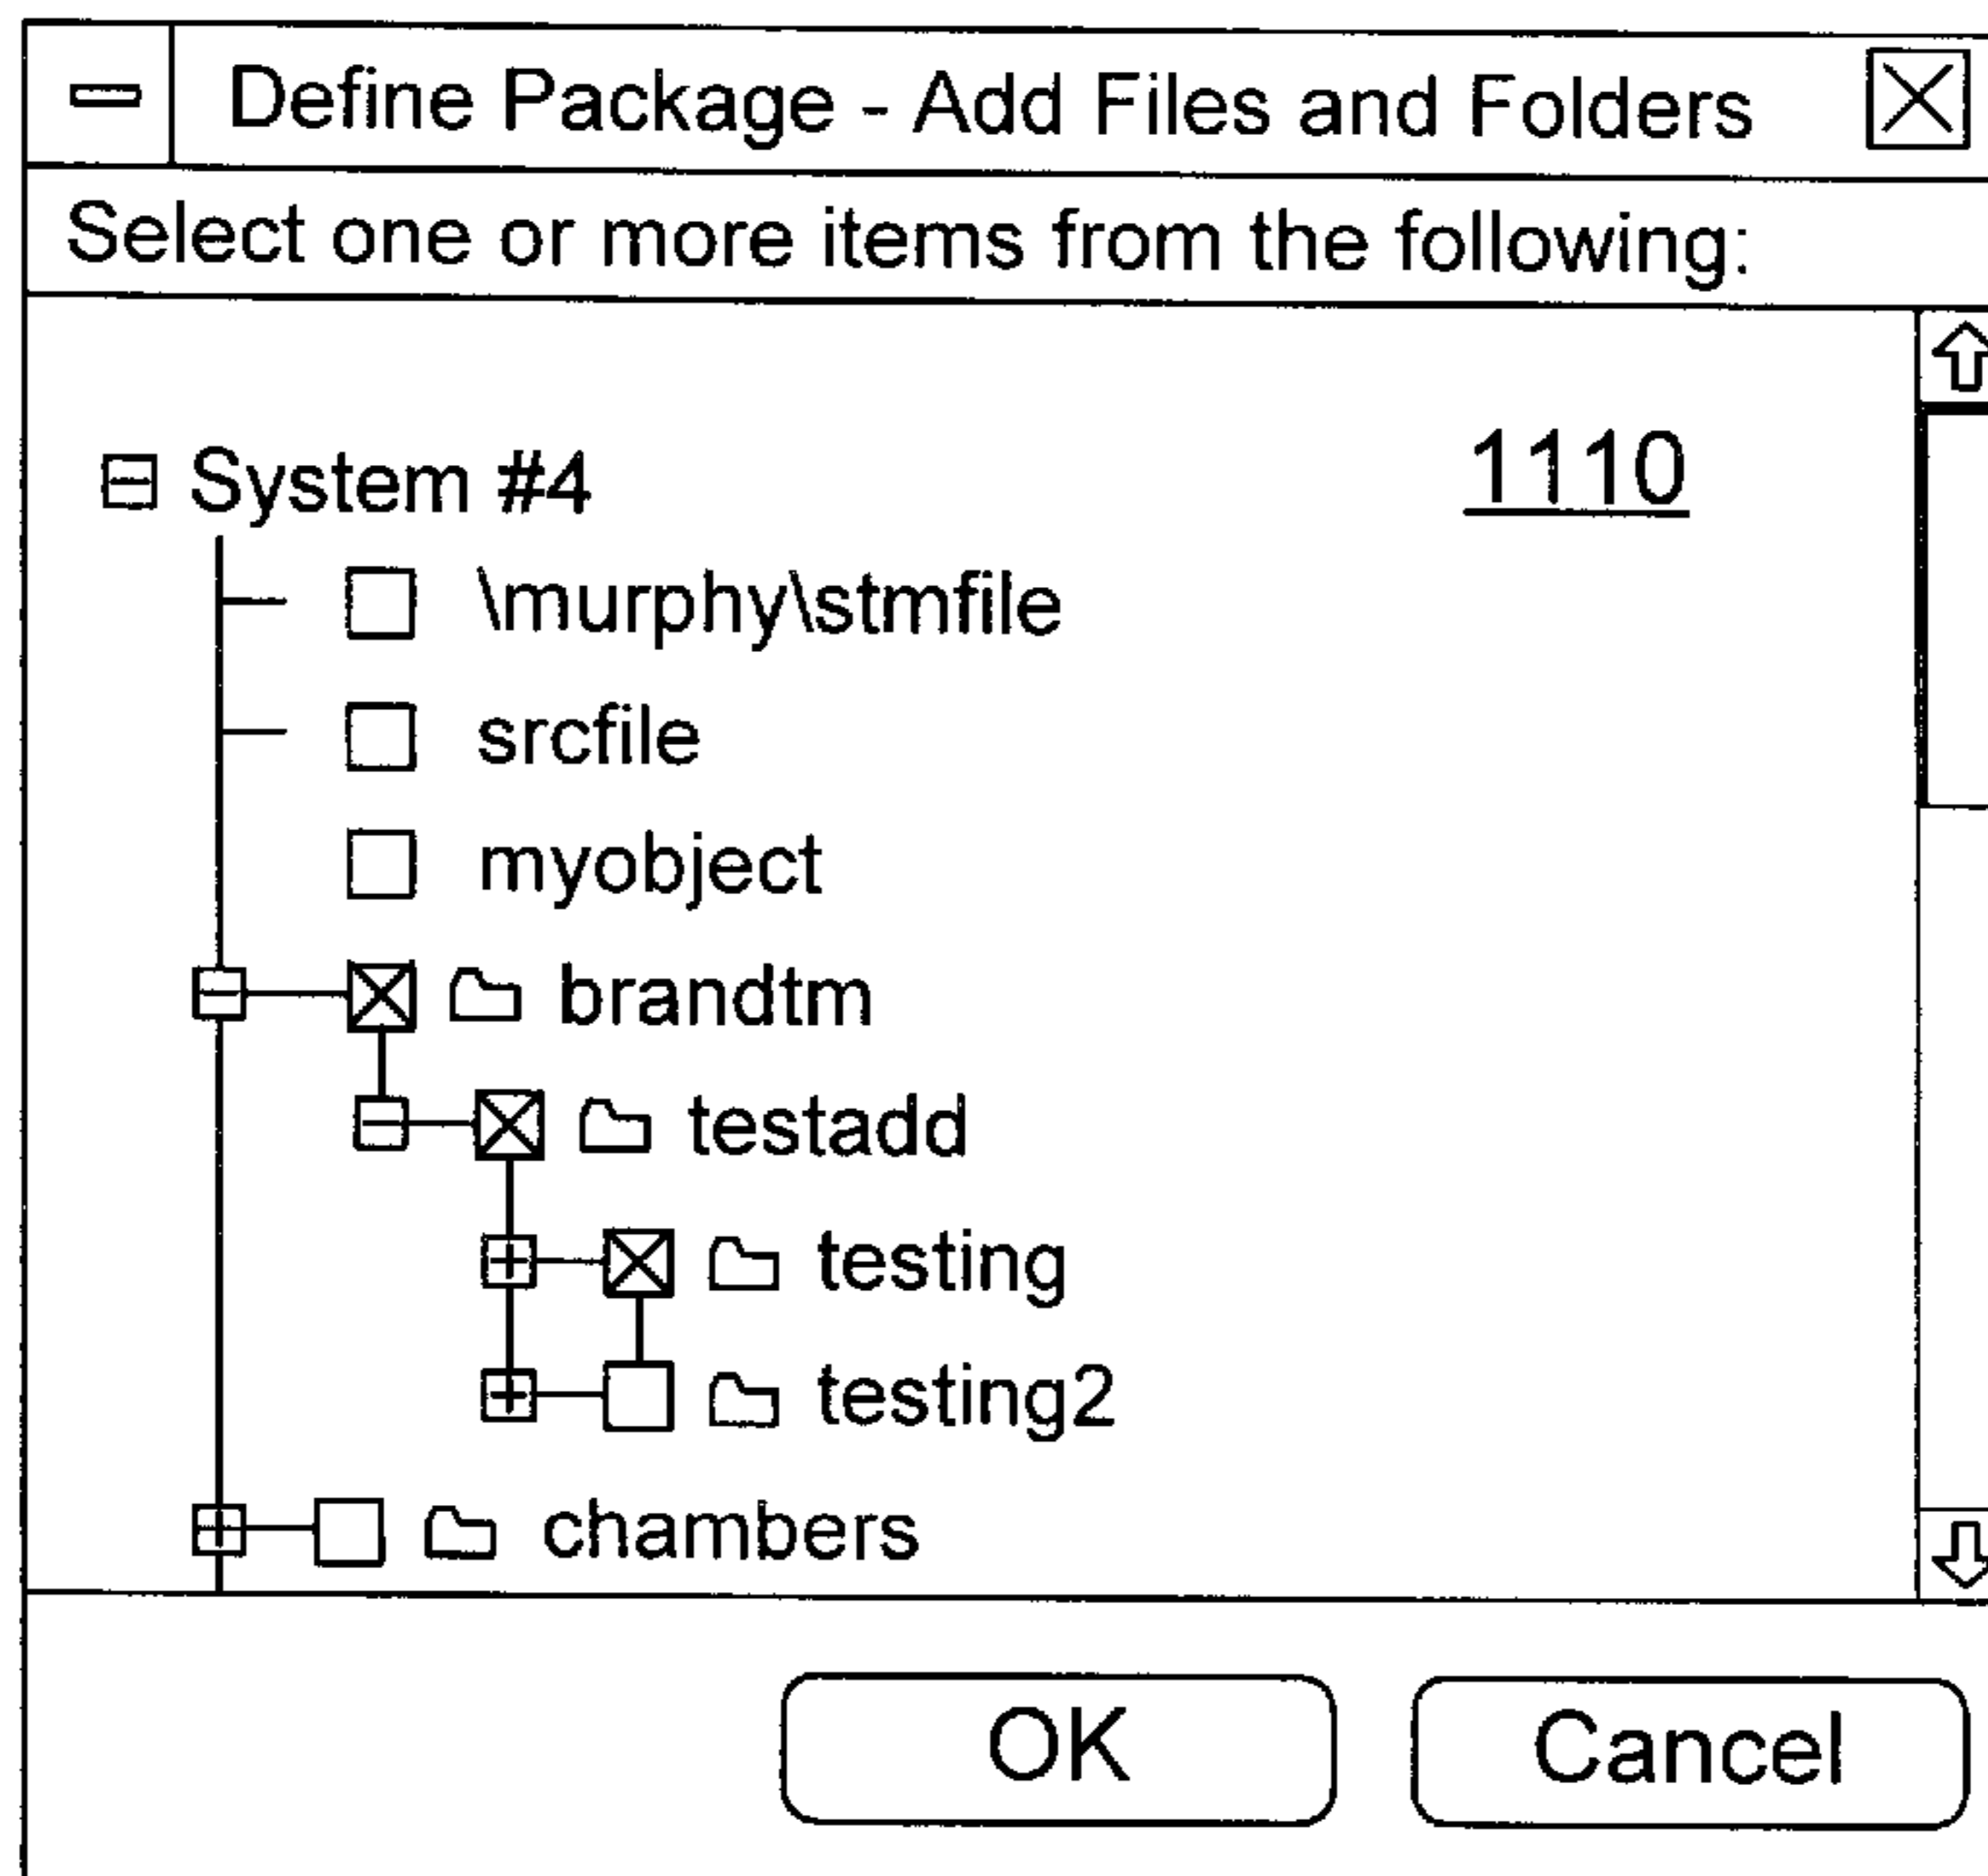 Define Package - Add Files and Folders
Select one or more items from the following:
System #4 1110
\murphy\stmfile
srcfile
myobject
brandtm
testadd
testing
testing2
chambers
OK Cancel